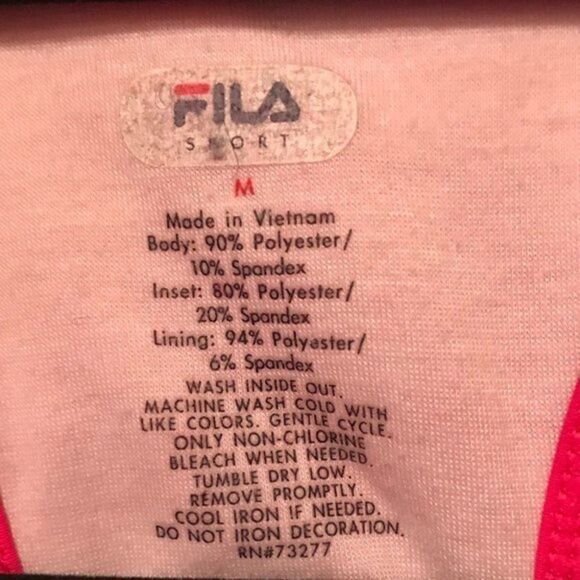 FILA
SPORT
M
Made in Vietnam
Body: 90% Polyester/
10% Spandex
Inset: 80% Polyester/
20% Spandex
Lining: 94% Polyester/
6% Spandex
WASH INSIDE OUT.
MACHINE WASH COLD WITH
LIKE COLORS. GENTLE CYCLE.
ONLY NON-CHLORINE
BLEACH WHEN NEEDED.
TUMBLE DRY LOW.
REMOVE PROMPTLY.
COOL IRON IF NEEDED.
DO NOT IRON DECORATION.
RN#73277